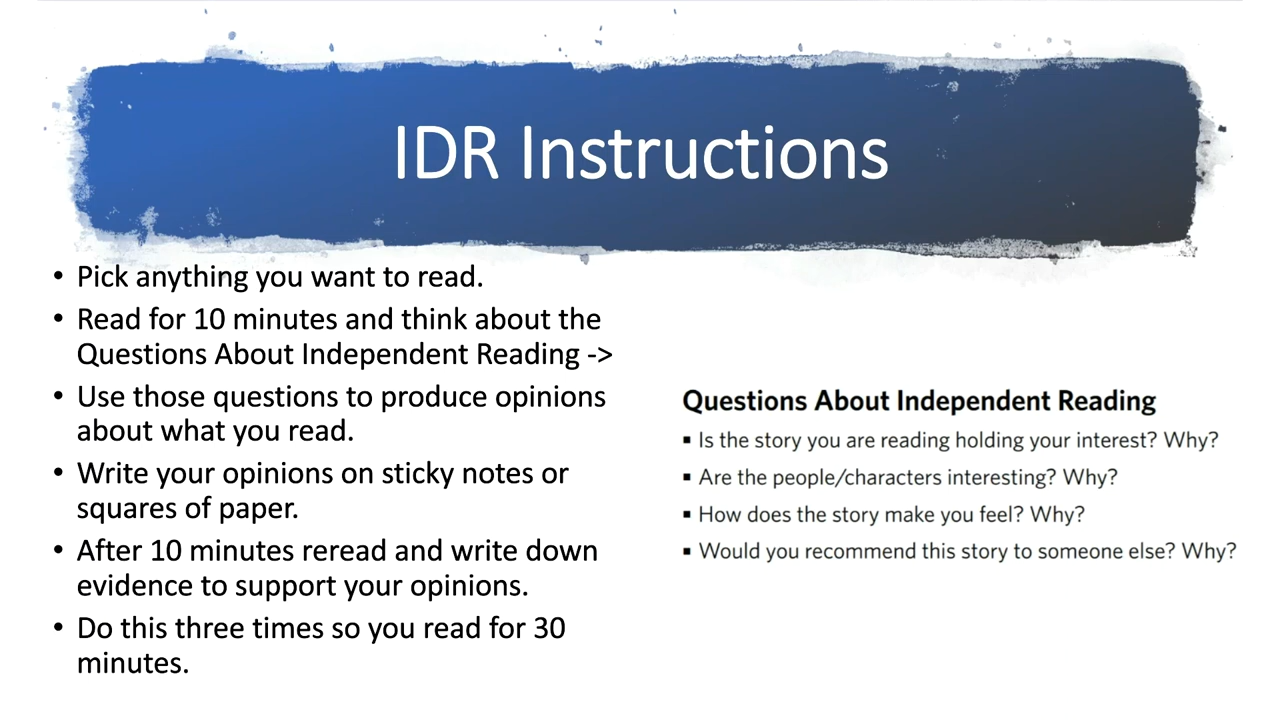 IDR Instructions
• Pick anything you want to read.
• Read for 10 minutes and think about the
Questions About Independent Reading ->
• Use those questions to produce opinions
about what you read.
• Write your opinions on sticky notes or
squares of paper.
• After 10 minutes reread and write down
evidence to support your opinions.
• Do this three times so you read for 30
minutes.
Questions About Independent Reading
▪ Is the story you are reading holding your interest? Why?
▪ Are the people/characters interesting? Why?
▪ How does the story make you feel? Why?
▪ Would you recommend this story to someone else? Why?